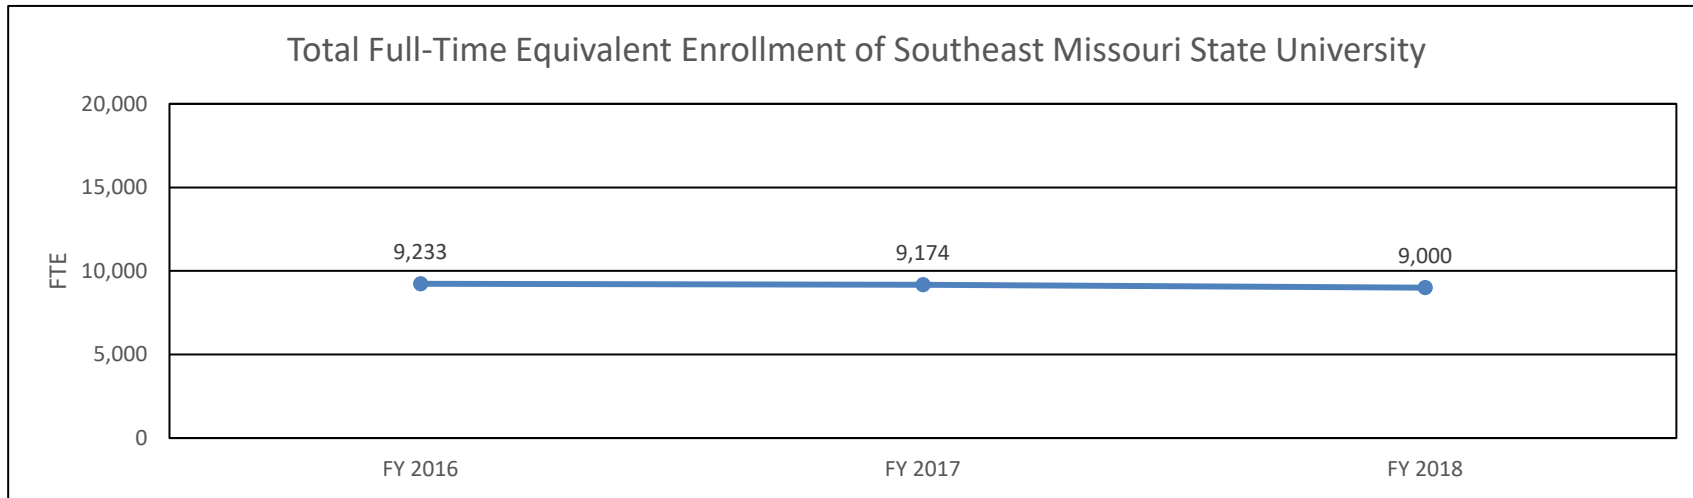 Total Full-Time Equivalent Enrollment of Southeast Missouri State University
20,000
15,000
10,000
5,000
0
FTE
9,233
9,174
9,000
FY 2016
FY 2017
FY 2018